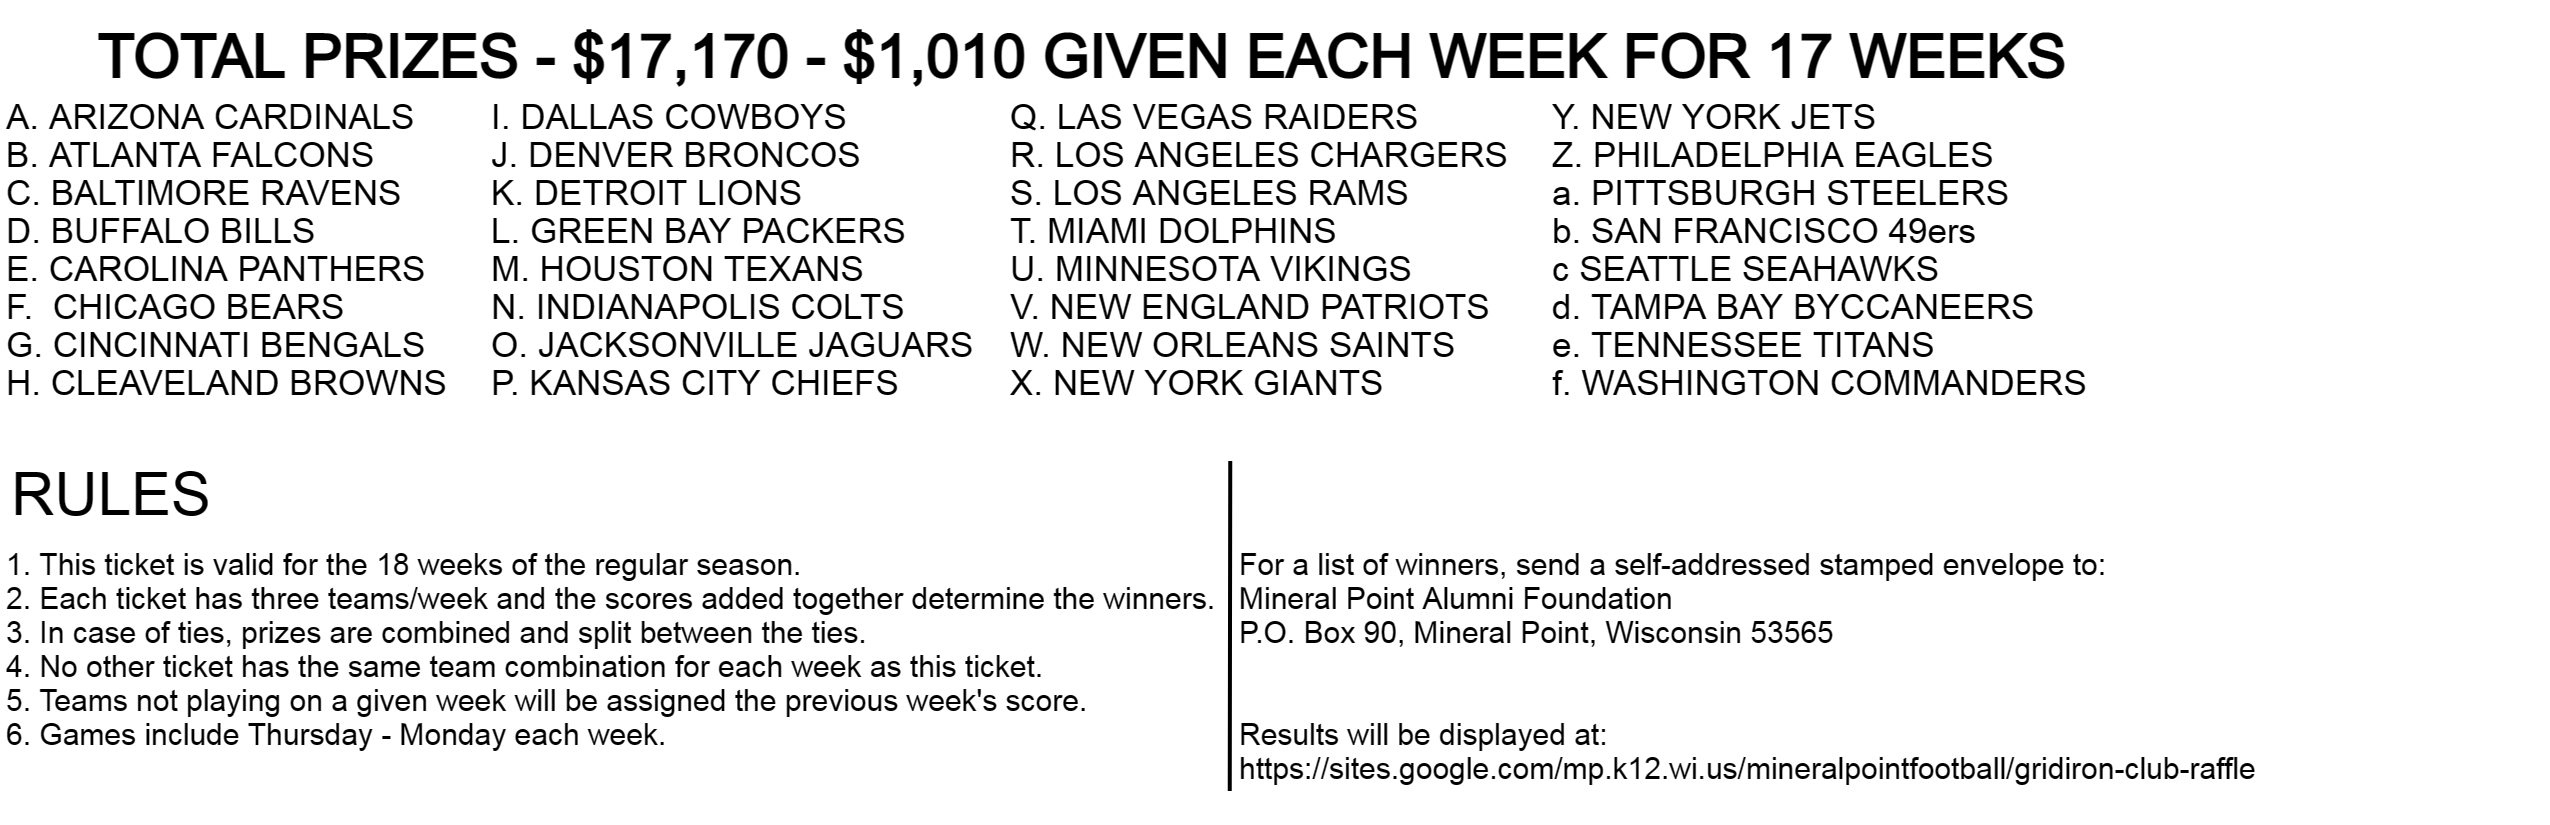 TOTAL PRIZES - $17,170 - $1,010 GIVEN EACH WEEK FOR 17 WEEKS
A. ARIZONA CARDINALS
B. ATLANTA FALCONS
C. BALTIMORE RAVENS
D. BUFFALO BILLS
E. CAROLINA PANTHERS
F. CHICAGO BEARS
G. CINCINNATI BENGALS
H. CLEAVELAND BROWNS
I. DALLAS COWBOYS
J. DENVER BRONCOS
K. DETROIT LIONS
L. GREEN BAY PACKERS
M. HOUSTON TEXANS
N. INDIANAPOLIS COLTS
O. JACKSONVILLE JAGUARS
P. KANSAS CITY CHIEFS
Q. LAS VEGAS RAIDERS
R. LOS ANGELES CHARGERS
S. LOS ANGELES RAMS
T. MIAMI DOLPHINS
U. MINNESOTA VIKINGS
V. NEW ENGLAND PATRIOTS
W. NEW ORLEANS SAINTS
X. NEW YORK GIANTS
Y. NEW YORK JETS
Z. PHILADELPHIA EAGLES
a. PITTSBURGH STEELERS
b. SAN FRANCISCO 49ers
c SEATTLE SEAHAWKS
d. TAMPA BAY BYCCANEERS
e. TENNESSEE TITANS
f. WASHINGTON COMMANDERS
RULES
1. This ticket is valid for the 18 weeks of the regular season.
2. Each ticket has three teams/week and the scores added together determine the winners.
3. In case of ties, prizes are combined and split between the ties.
4. No other ticket has the same team combination for each week as this ticket.
5. Teams not playing on a given week will be assigned the previous week's score.
6. Games include Thursday - Monday each week.
For a list of winners, send a self-addressed stamped envelope to:
Mineral Point Alumni Foundation
P.O. Box 90, Mineral Point, Wisconsin 53565
Results will be displayed at:
https://sites.google.com/mp.k12.wi.us/mineralpointfootball/gridiron-club-raffle